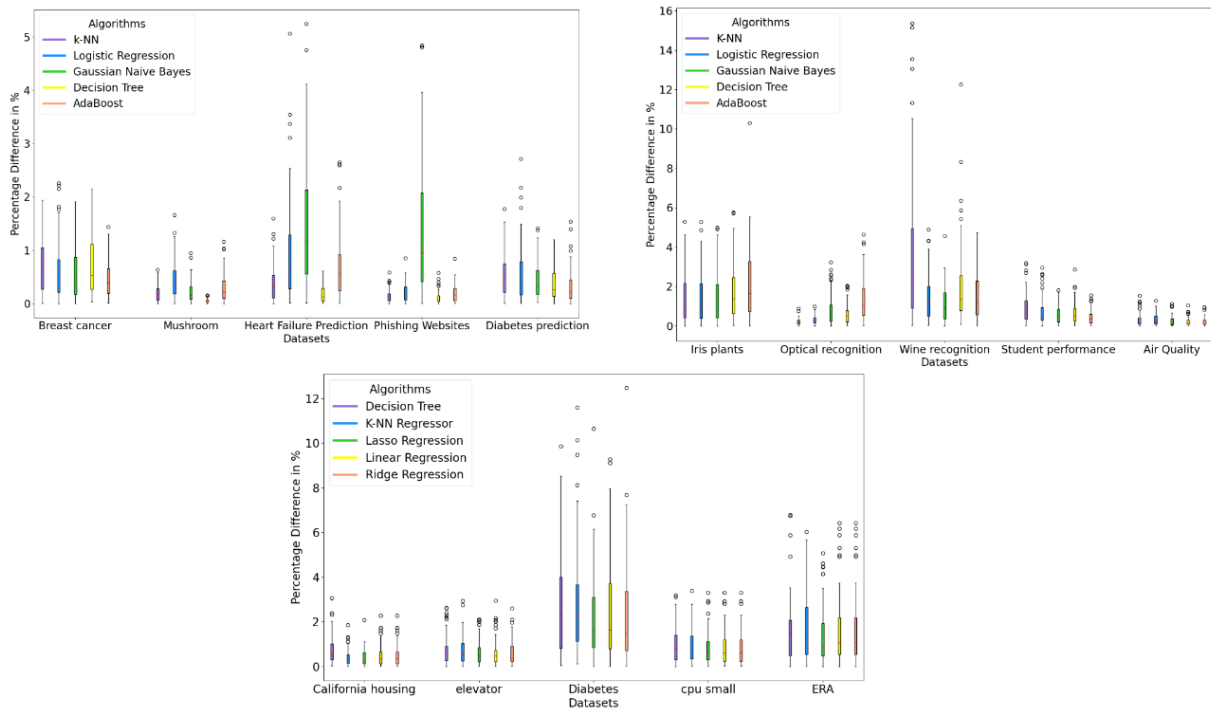 Algorithms
k-NN
Logistic Regression
Gaussian Naive Bayes
Decision Tree
AdaBoost
Percentage Difference in %
5
4
3
2
1
0
Breast cancer Mushroom Heart Failure Prediction Phishing Websites Diabetes prediction
Datasets
Algorithms
K-NN
Logistic Regression
Gaussian Naive Bayes
Decision Tree
AdaBoost
Percentage Difference in %
16
14
12
10
8
6
4
2
0
Iris plants Optical recognition Wine recognition Student performance Air Quality
Datasets
Algorithms
Decision Tree
K-NN Regressor
Lasso Regression
Linear Regression
Ridge Regression
Percentage Difference in %
12
10
8
6
4
2
0
California housing elevator Diabetes cpu small ERA
Datasets